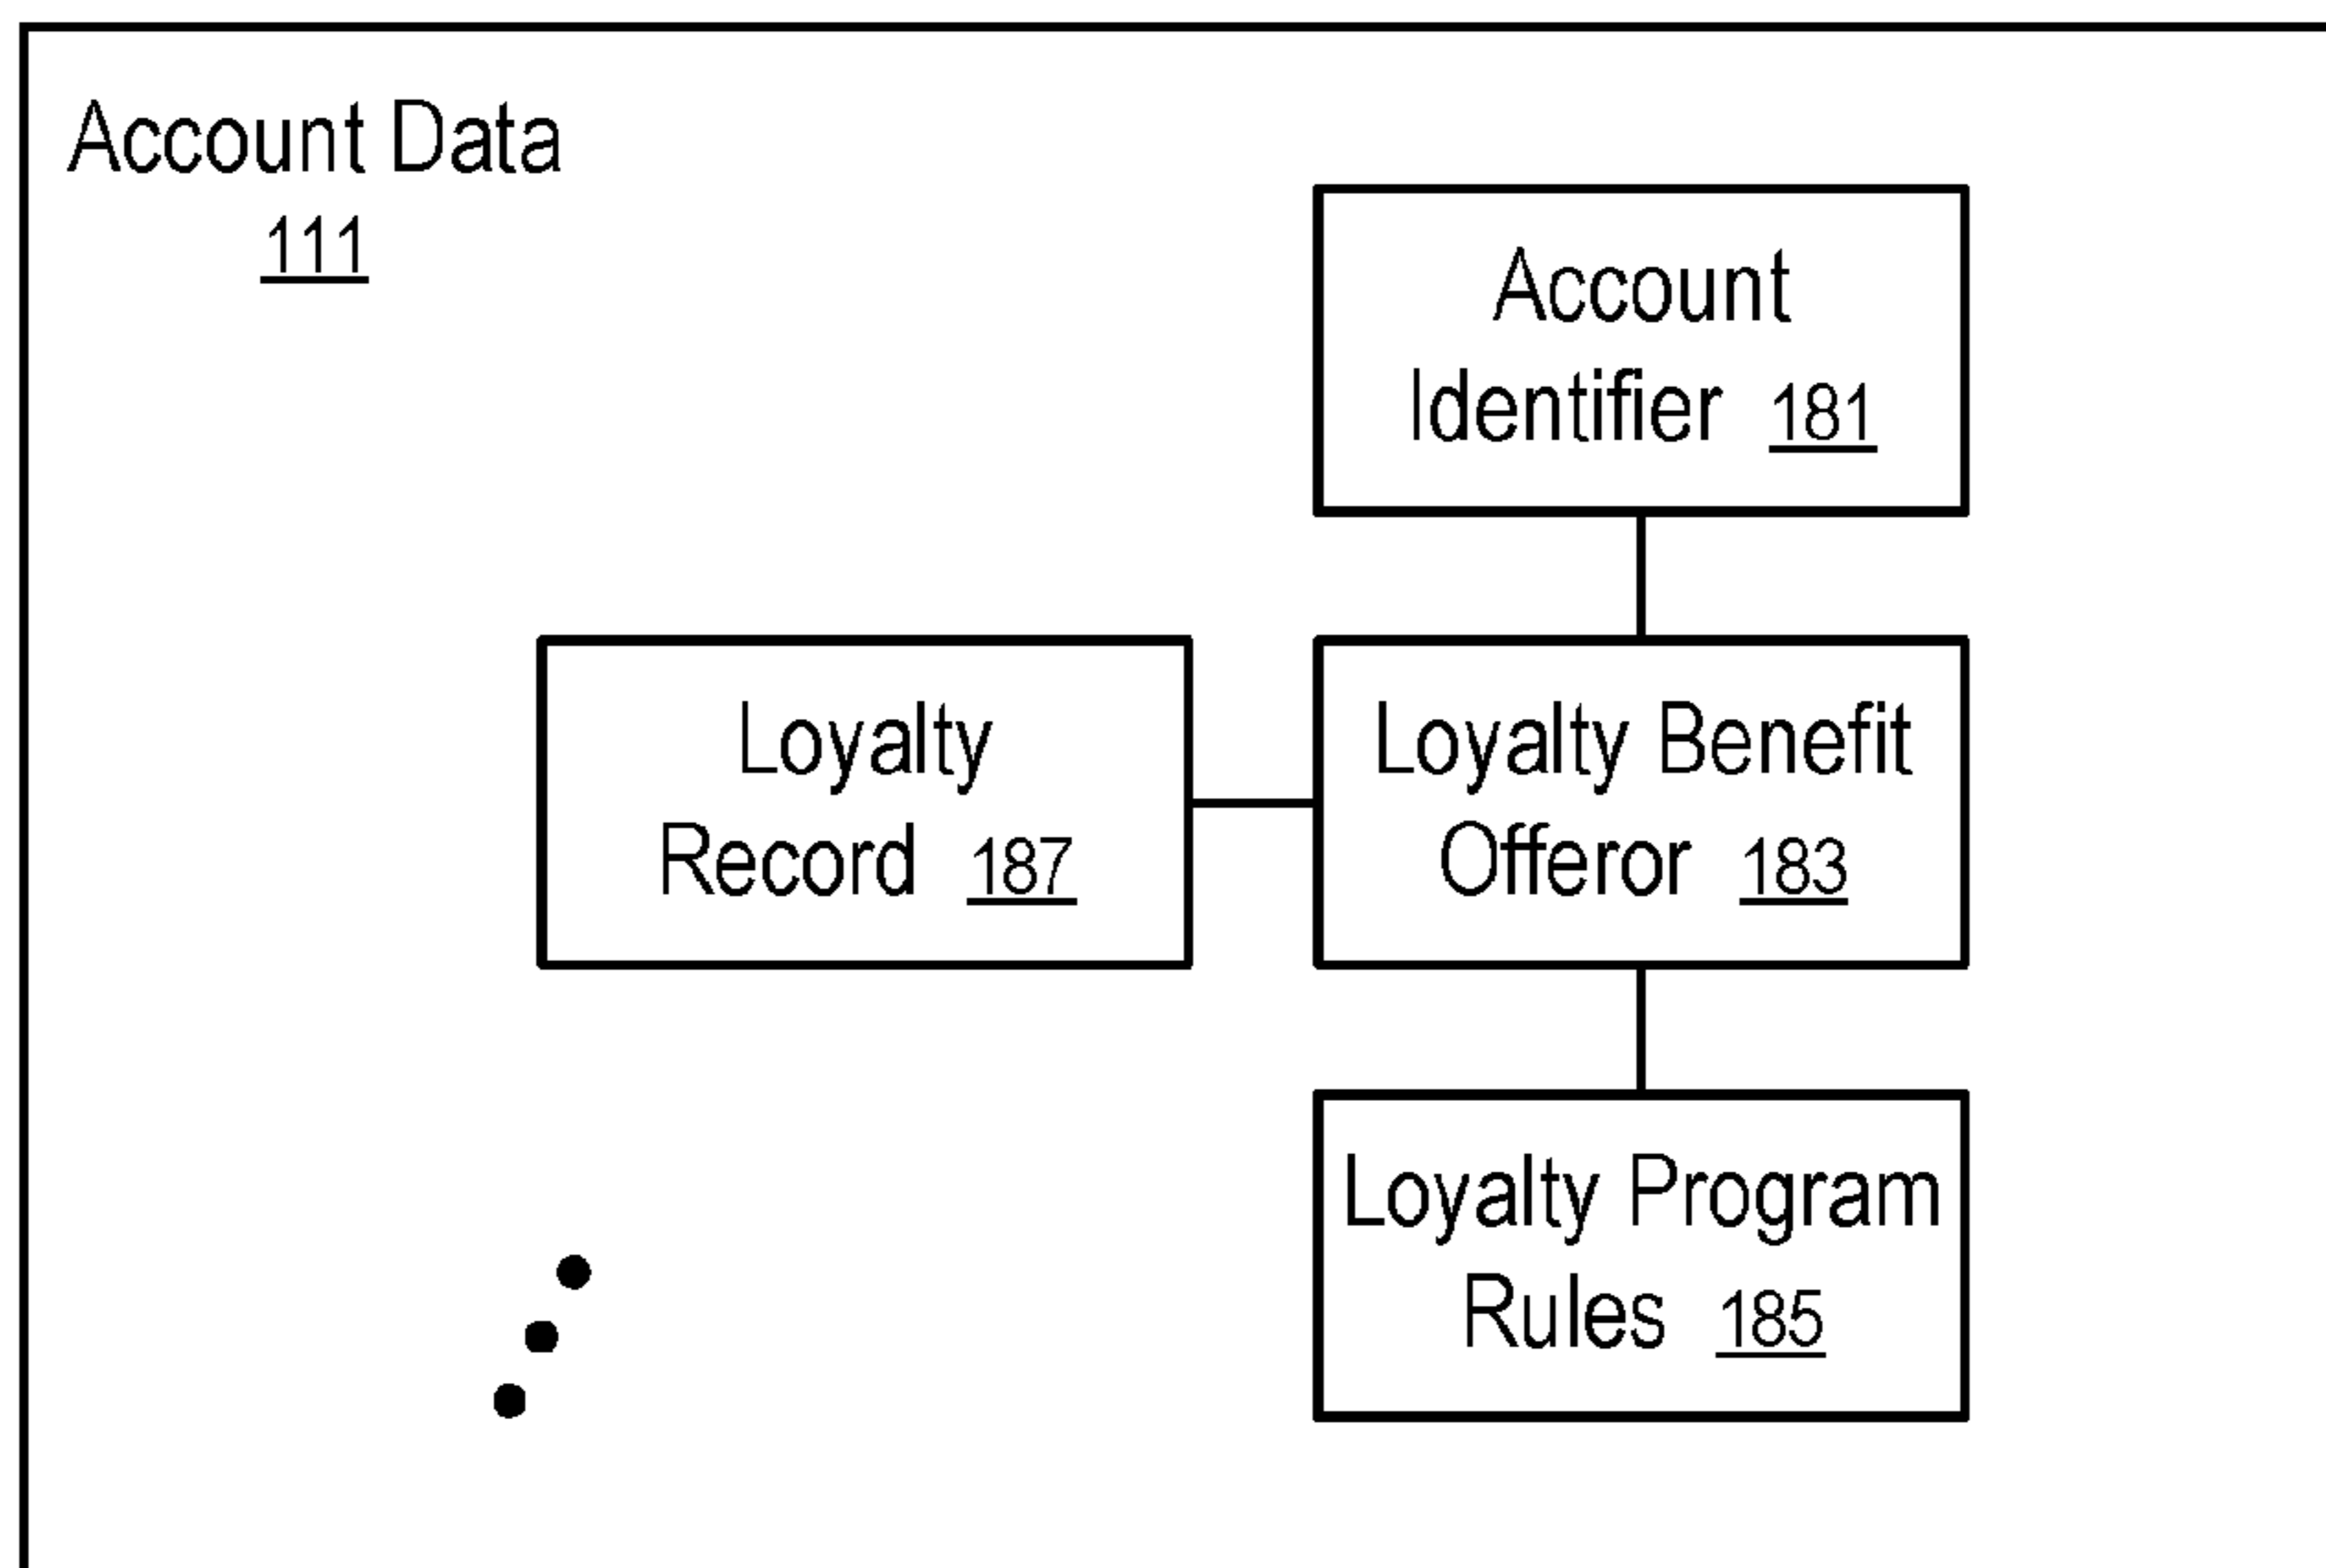 Account Data
111
Account
Identifier 181
Loyalty
Record 187
Loyalty Benefit
Offeror 183
Loyalty Program
Rules 185